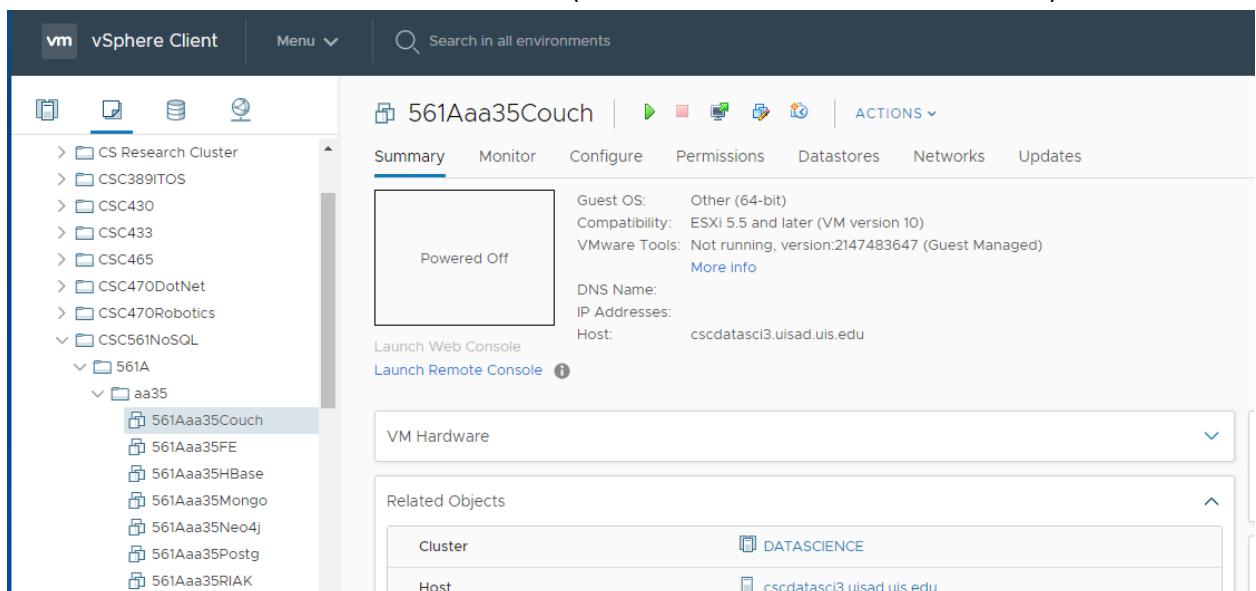 vm vSphere Client Menu Search in all environments
561Aaa35Couch ACTIONS
CS Research Cluster
CSC389ITOS
CSC430
CSC433
CSC465
CSC470DotNet
CSC470Robotics
CSC561NoSQL
561A
aa35
561Aaa35Couch
561Aaa35FE
561Aaa35HBase
561Aaa35Mongo
561Aaa35Neo4j
561Aaa35Postg
561Aaa35RIAK
Summary Monitor Configure Permissions Datastores Networks Updates
Powered Off
Launch Web Console
Launch Remote Console
Guest OS: Other (64-bit)
Compatibility: ESXi 5.5 and later (VM version 10)
VMware Tools: Not running, version:2147483647 (Guest Managed)
More info
DNS Name:
IP Addresses:
Host: cscdatasci3.uisad.uis.edu
VM Hardware
Related Objects
Cluster DATASCIENCE
Host cscdatasci3.uisad.uis.edu